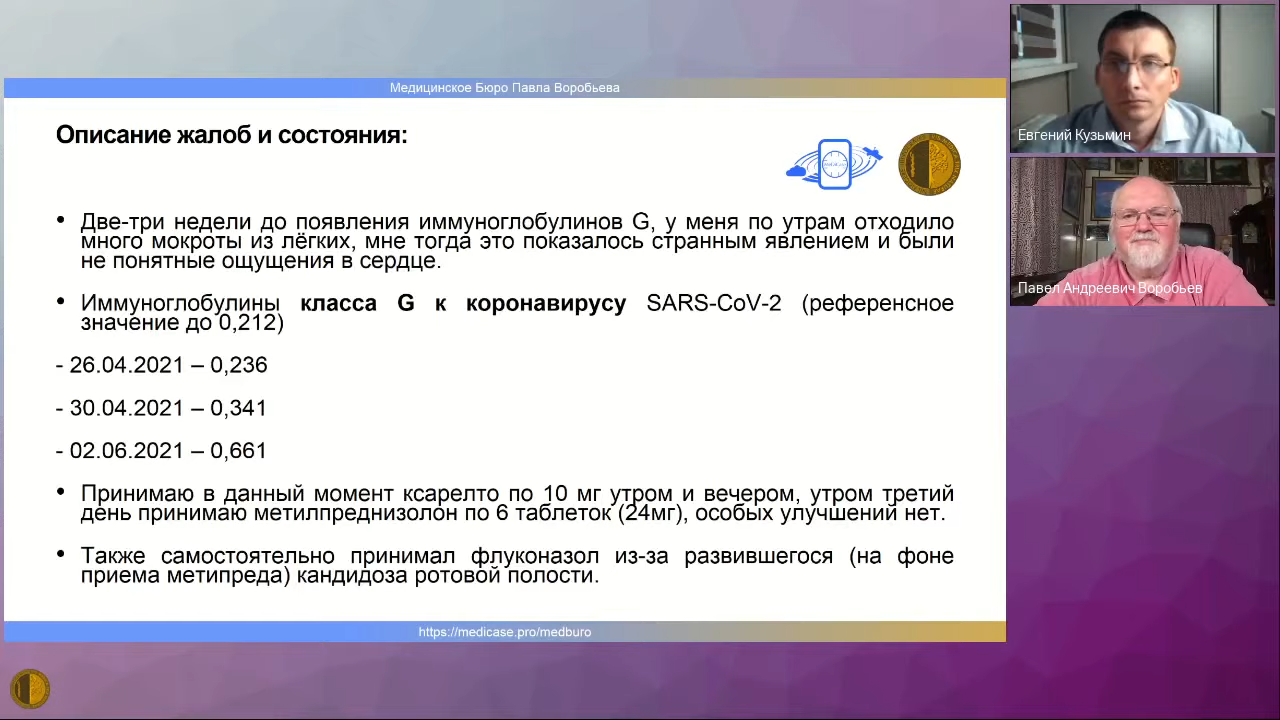 Медицинское Бюро Павла Воробьева
Описание жалоб и состояния:
• Две-три недели до появления иммуноглобулинов G, у меня по утрам отходило
много мокроты из лёгких, мне тогда это показалось странным явлением и были
не понятные ощущения в сердце.
• Иммуноглобулины класса G к коронавирусу SARS-CoV-2 (референсное
значение до 0,212)
- 26.04.2021 – 0,236
- 30.04.2021 – 0,341
- 02.06.2021 – 0,661
• Принимаю в данный момент ксарелто по 10 мг утром и вечером, утром третий
день принимаю метилпреднизолон по 6 таблеток (24мг), особых улучшений нет.
• Также самостоятельно принимал флуконазол из-за развившегося (на фоне
приема метипреда) кандидоза ротовой полости.
https://medicase.pro/medburo
Евгений Кузьмин
Павел Андреевич Воробьев